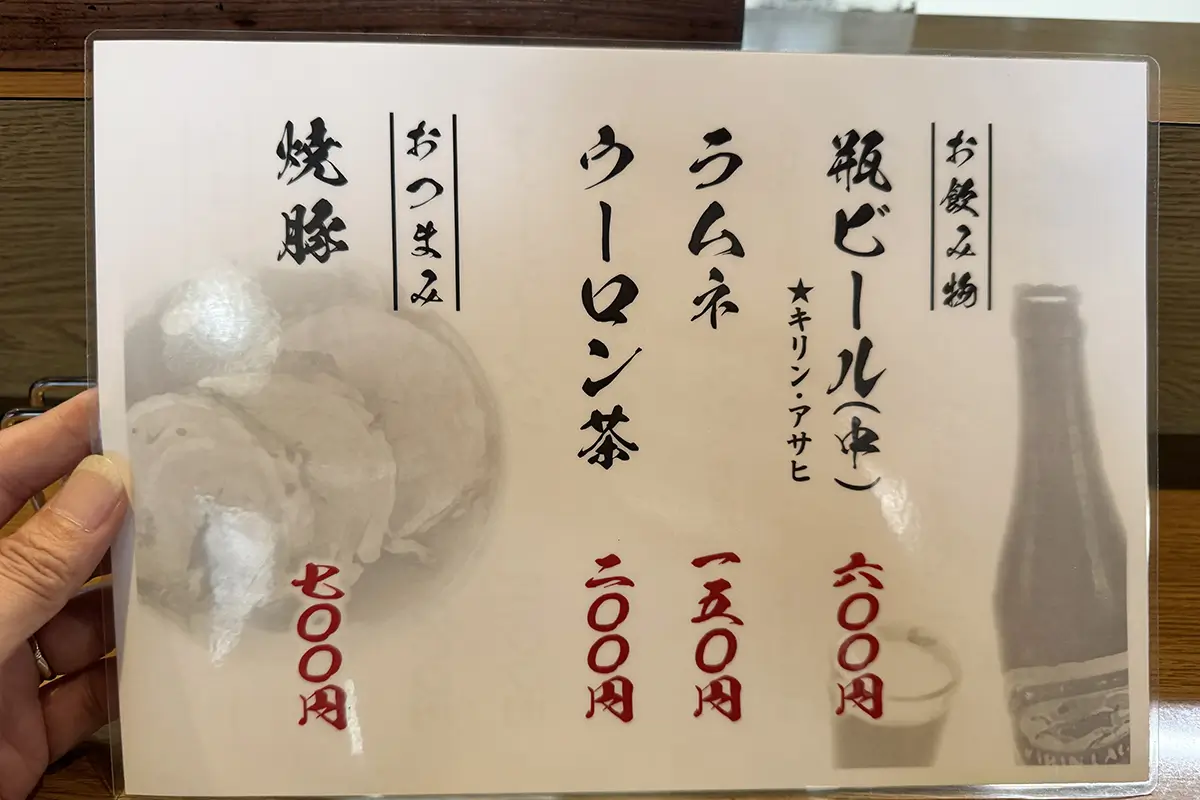 お飲み物
瓶ビール(中)
六〇〇円
★キリン・アサヒ
ラムネ
一五〇円
ウーロン茶
二〇〇円
おつまみ
焼豚
七〇〇円